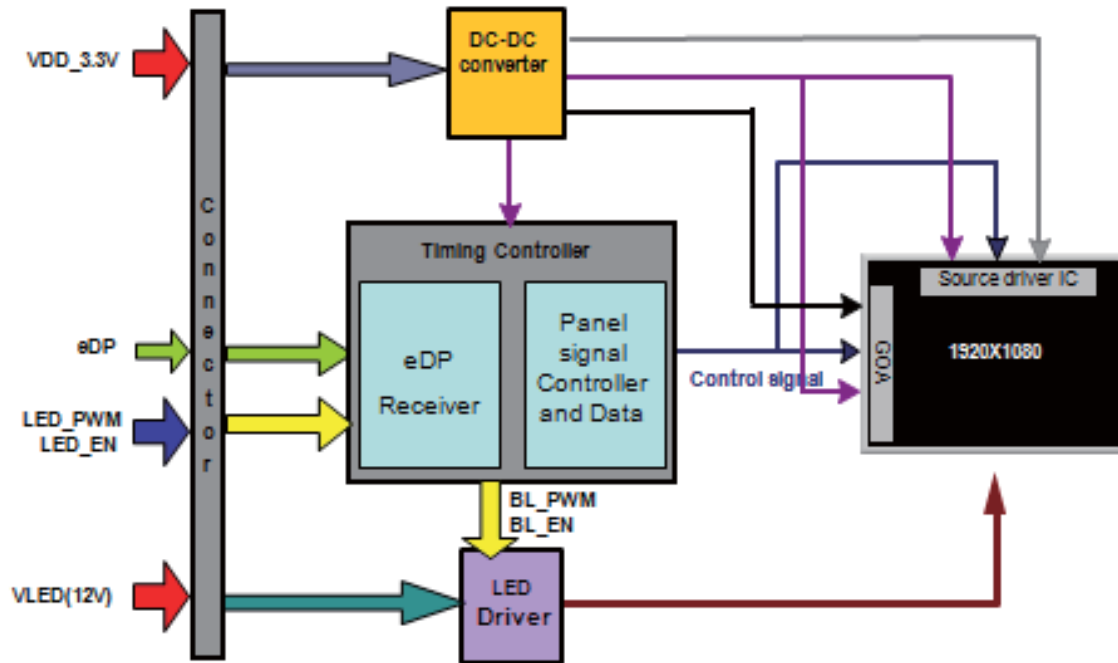 DC-DC
converter
VDD_3.3V
Connector
Timing Controller
Source driver IC
eDP
eDP
Receiver
Panel
signal
Controller
and Data
GOA
1920X1080
Control signal
LED_PWM
LED_EN
BL_PWM
BL_EN
VLED(12V)
LED
Driver